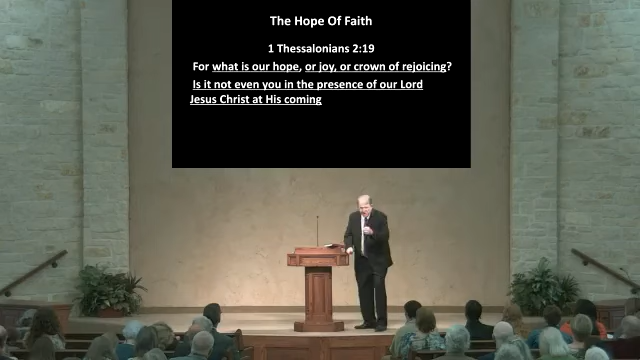 The Hope Of Faith
1 Thessalonians 2:19
For what is our hope, or joy, or crown of rejoicing?
Is it not even you in the presence of our Lord
Jesus Christ at His coming